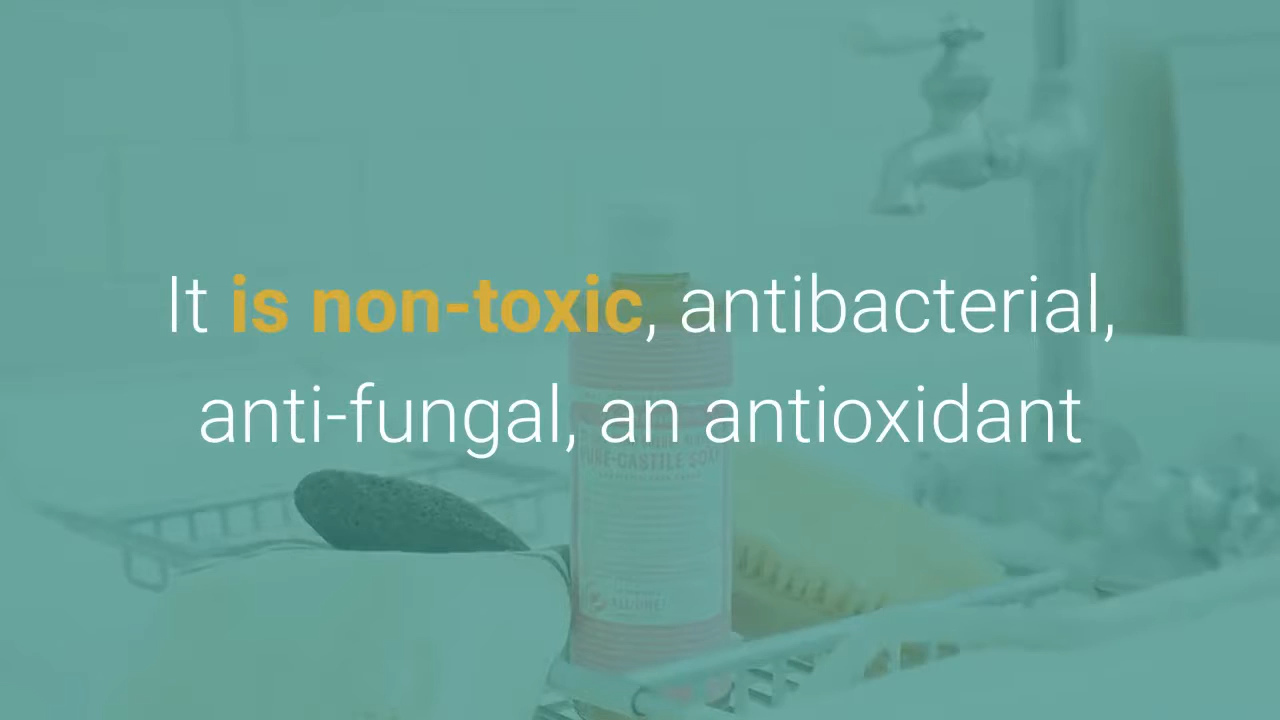 It is non-toxic, antibacterial,
anti-fungal, an antioxidant
PURE-CASTILE SOAP